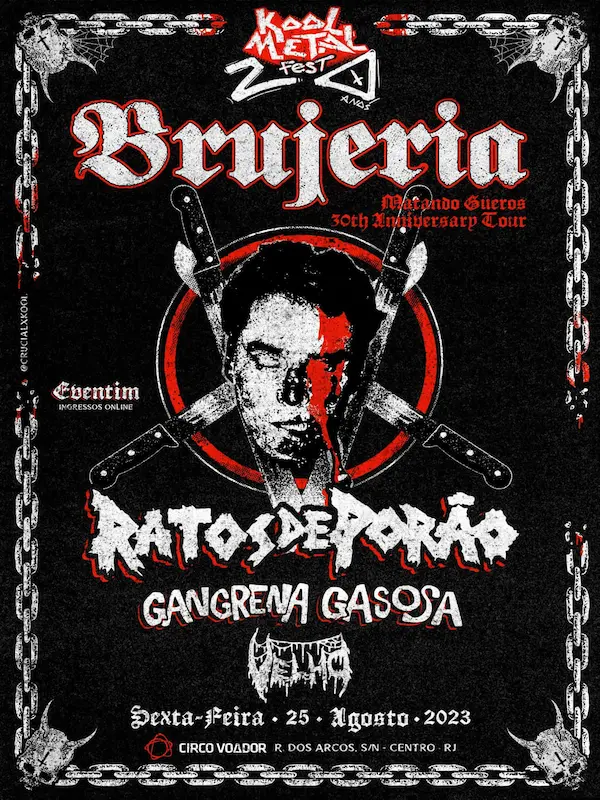 KOOL
METAL
FEST
20
ANOS
Brujeria
Matando Güeros
30th Anniversary Tour
@CRUCIALXKOOL
Eventim
INGRESSOS ONLINE
RATOS DE PORÃO
GANGRENA GASOSA
VELHO
Sexta-Feira · 25 · Agosto · 2023
CIRCO VOADOR R. DOS ARCOS, S/N - CENTRO - RJ